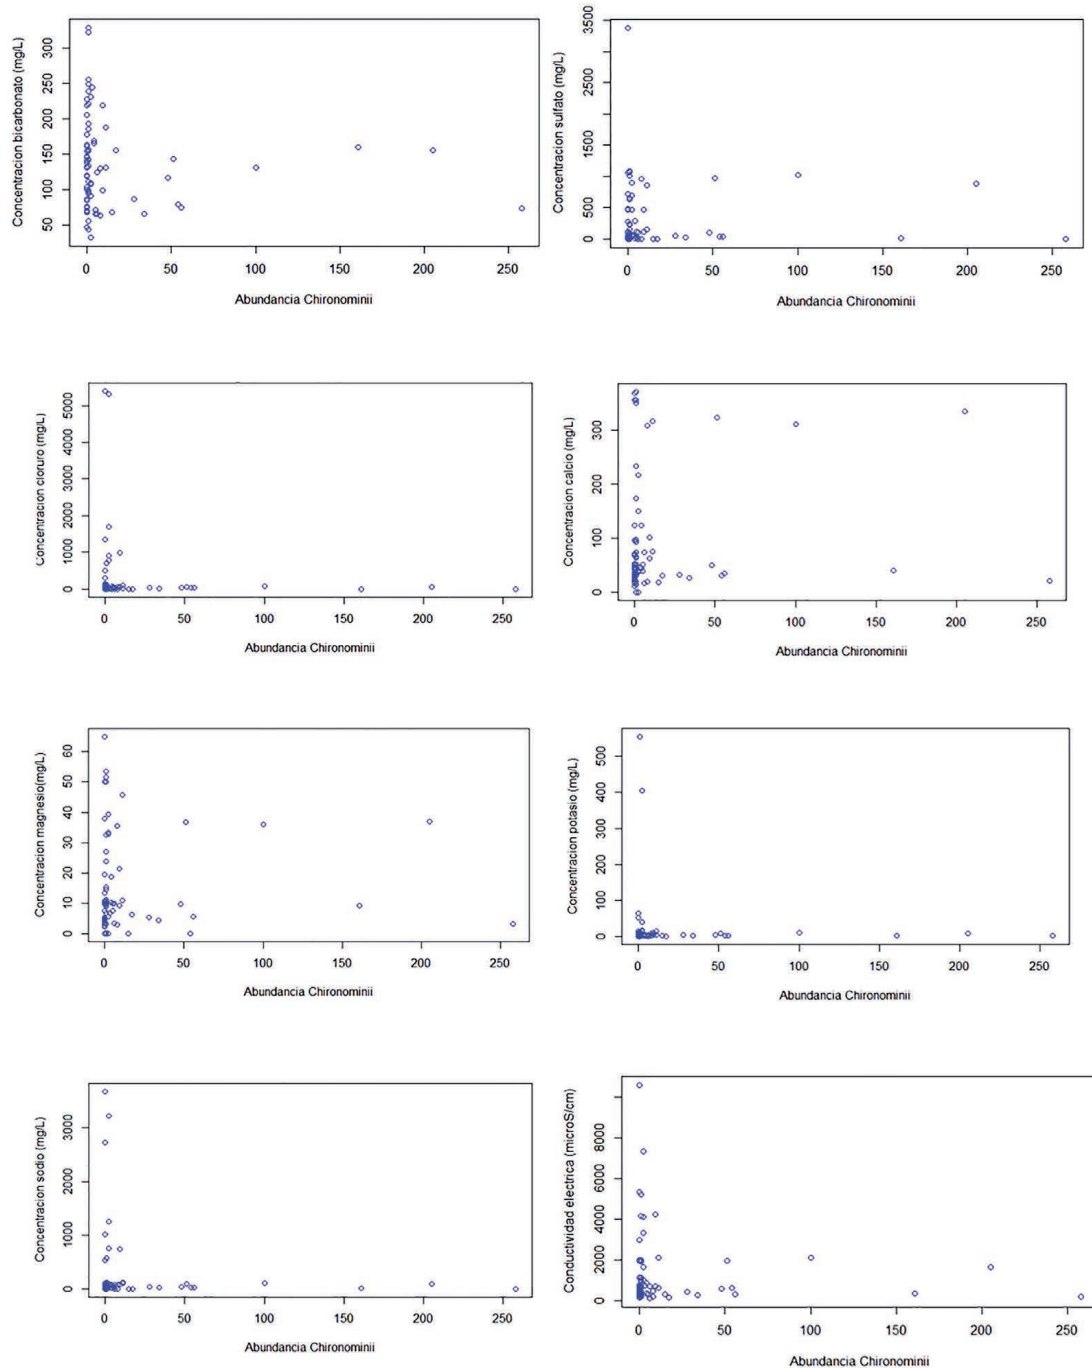 Concentracion bicarbonato (mg/L)
300
250
200
150
100
50
0 50 100 150 200 250
Abundancia Chironominii
Concentracion sulfato (mg/L)
3500
2500
1500
500
0
0 50 100 150 200 250
Abundancia Chironominii
Concentracion cloruro (mg/L)
5000
4000
3000
2000
1000
0
0 50 100 150 200 250
Abundancia Chironominii
Concentracion calcio (mg/L)
300
200
100
0
0 50 100 150 200 250
Abundancia Chironominii
Concentracion magnesio(mg/L)
60
50
40
30
20
10
0
0 50 100 150 200 250
Abundancia Chironominii
Concentracion potasio (mg/L)
500
400
300
200
100
0
0 50 100 150 200 250
Abundancia Chironominii
Concentracion sodio (mg/L)
3000
2000
1000
0
0 50 100 150 200 250
Abundancia Chironominii
Conductividad electrica (microS/cm)
8000
6000
4000
2000
0
0 50 100 150 200 250
Abundancia Chironominii